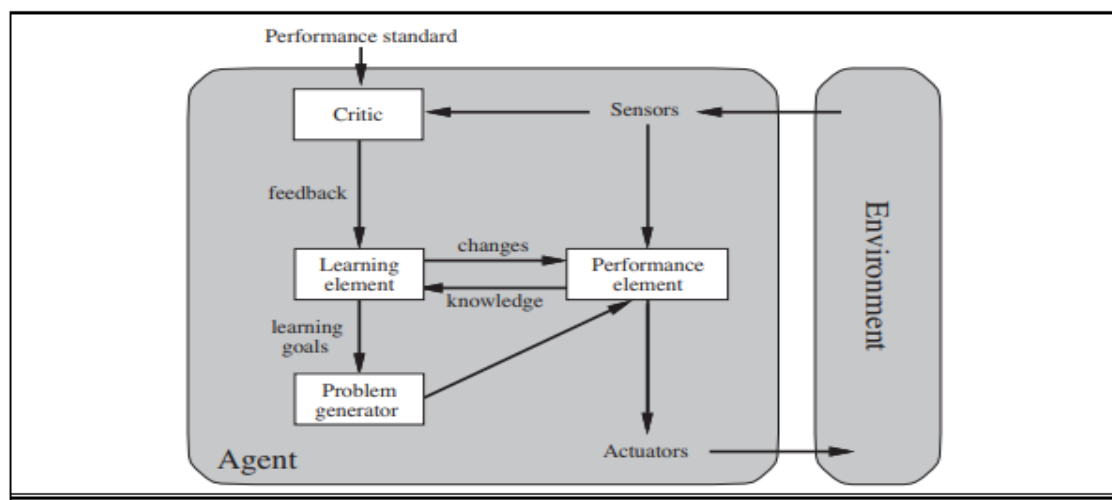 Performance standard
Critic
Sensors
feedback
changes
Learning
element
Performance
element
knowledge
learning
goals
Problem
generator
Agent
Actuators
Environment